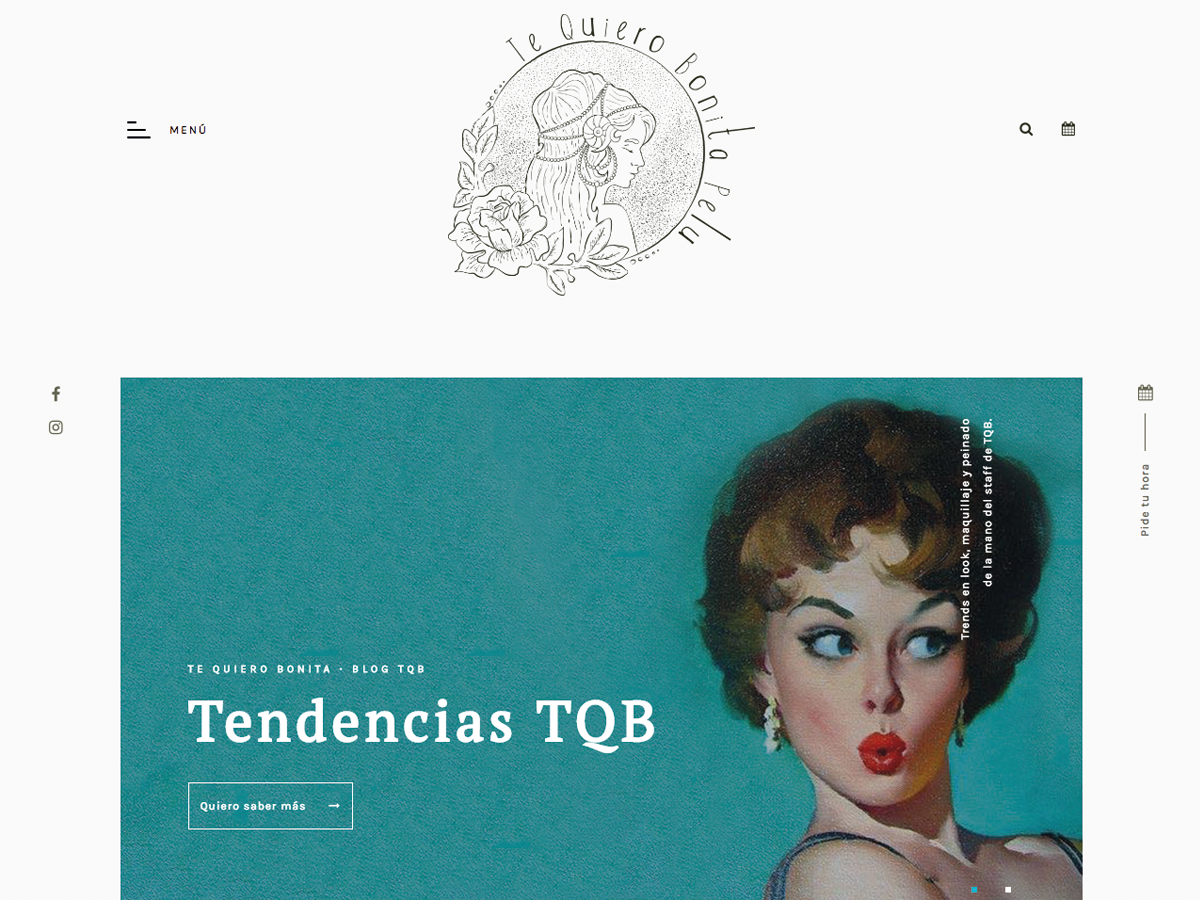 Te Quiero Bonita Pelu
MENÚ
Trends en look, maquillaje y peinado
de la mano del staff de TQB.
Pide tu hora
TE QUIERO BONITA · BLOG TQB
Tendencias TQB
Quiero saber más